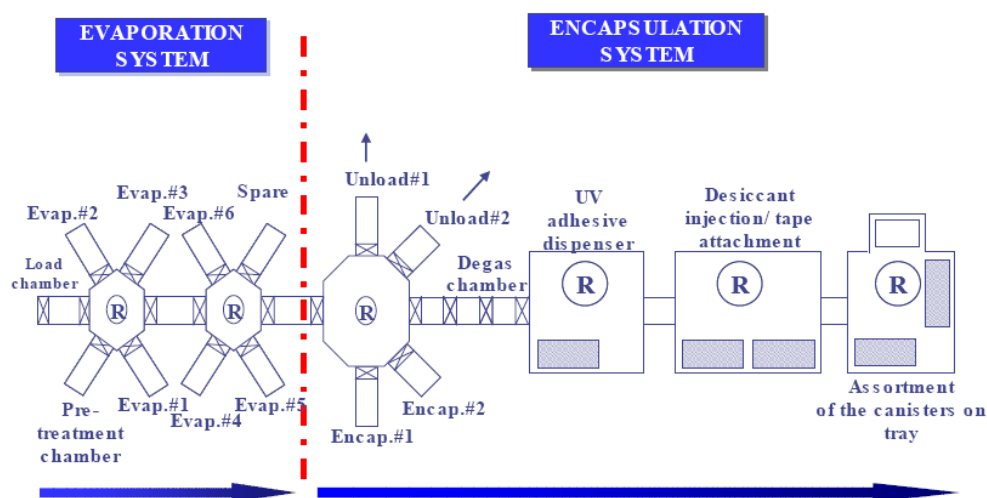 EVAPORATION
SYSTEM
ENCAPSULATION
SYSTEM
Unload#1
Evap.#3
Spare
UV
adhesive
dispenser
Desiccant
injection/ tape
attachment
Evap.#2
Evap.#6
Unload#2
Load
chamber
Degas
chamber
R
R
R
R
R
R
Pre-
treatment
chamber
Evap.#1
Evap.#4
Evap.#5
Encap.#2
Encap.#1
Assortment
of the canisters on
tray